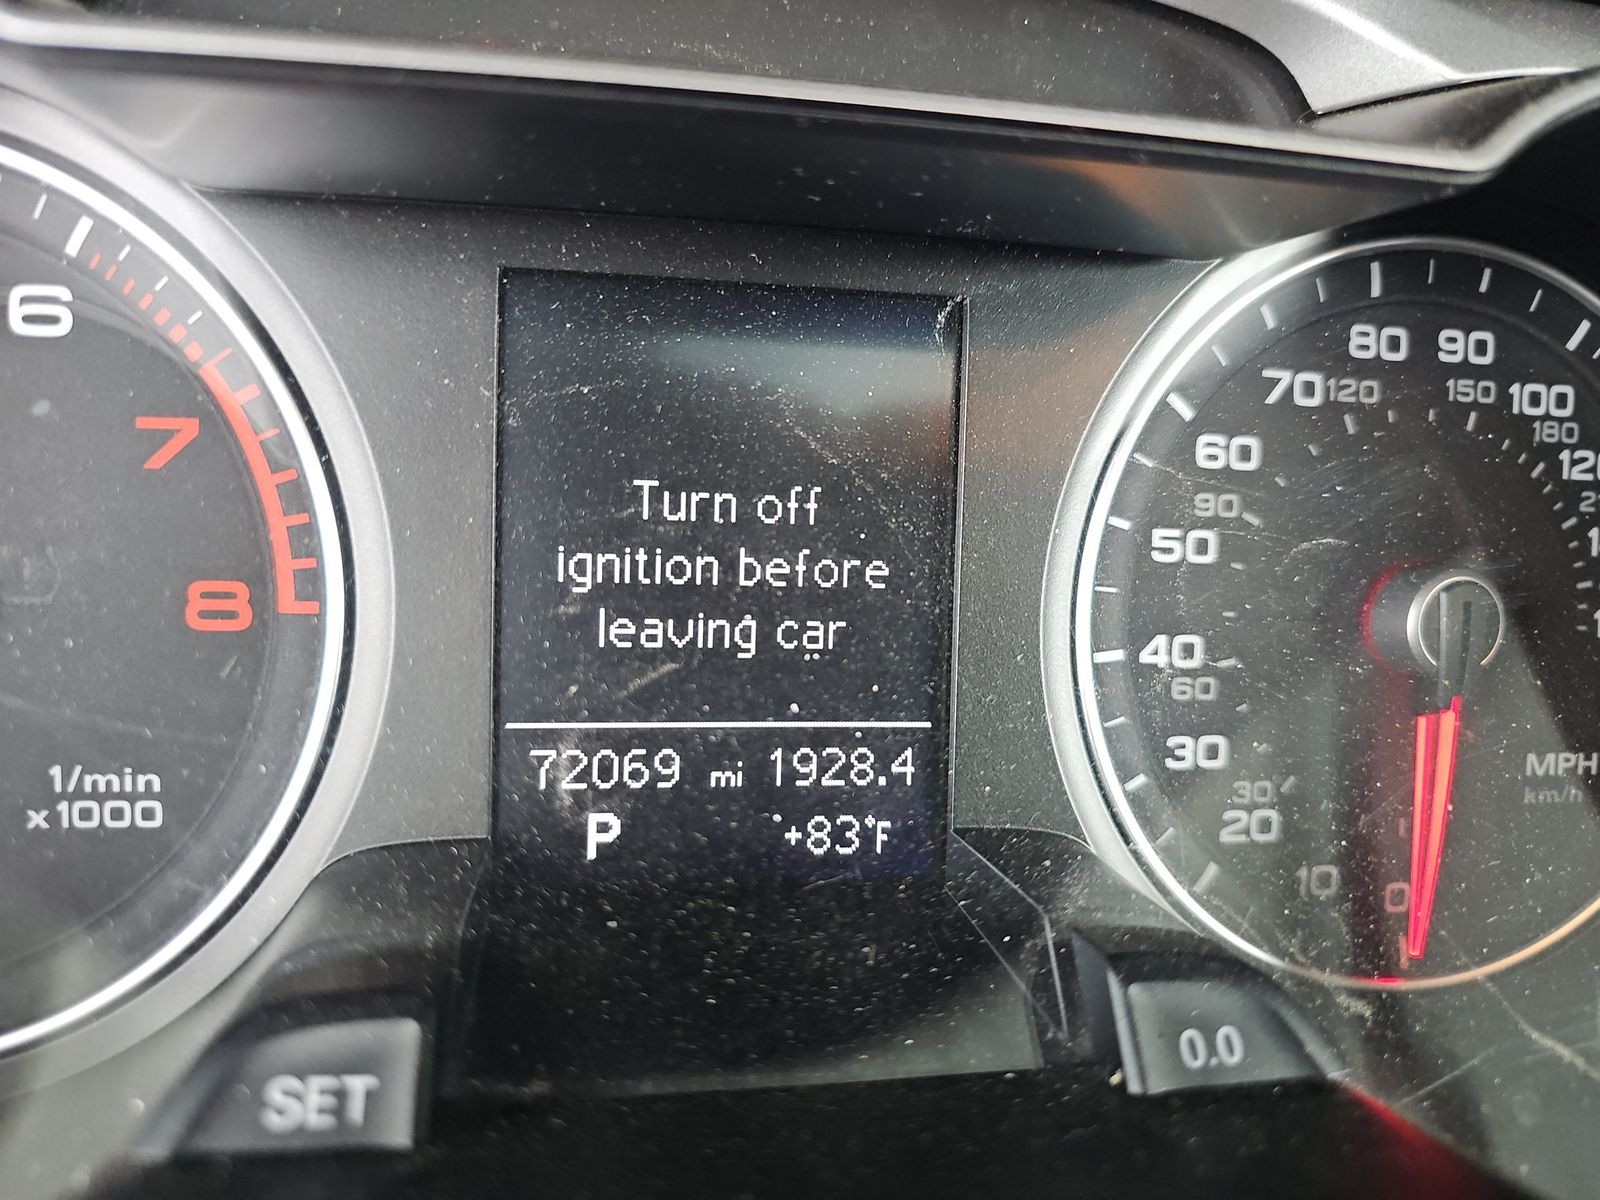 6
7
8
1/min
x1000
Turn off
ignition before
leaving car
72069 mi 1928.4
P +83°F
80 90
70 120 150 100
180
60
90
50
40
60
30
30
20
10
0
MPH
km/h
SET
0.0